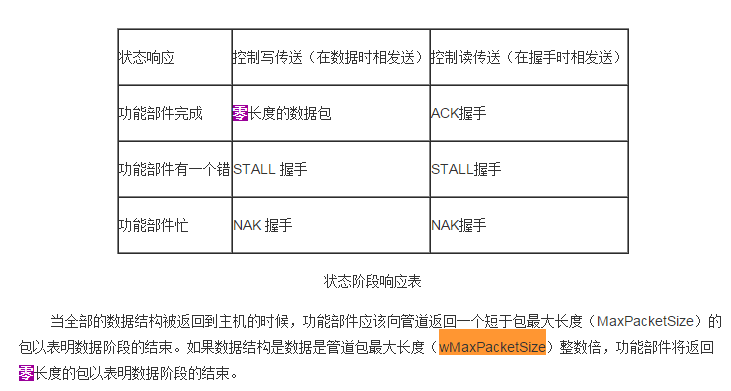 状态响应 控制写传送（在数据时相发送） 控制读传送（在握手时相发送）
功能部件完成 零长度的数据包 ACK握手
功能部件有一个错 STALL 握手 STALL握手
功能部件忙 NAK 握手 NAK握手
状态阶段响应表
当全部的数据结构被返回到主机的时候，功能部件应该向管道返回一个短于包最大长度（MaxPacketSize）的
包以表明数据阶段的结束。如果数据结构是数据是管道包最大长度（wMaxPacketSize）整数倍，功能部件将返回
零长度的包以表明数据阶段的结束。